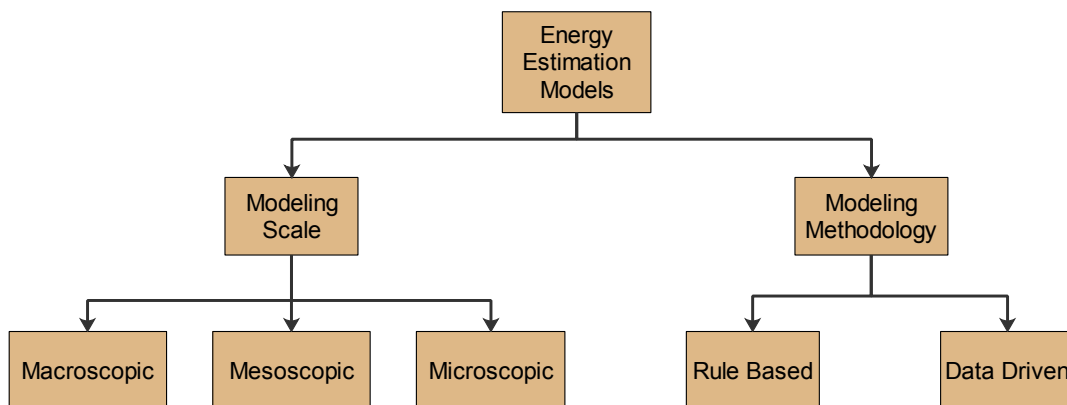 Energy
Estimation
Models
Modeling
Scale
Modeling
Methodology
Macroscopic
Mesoscopic
Microscopic
Rule Based
Data Driven